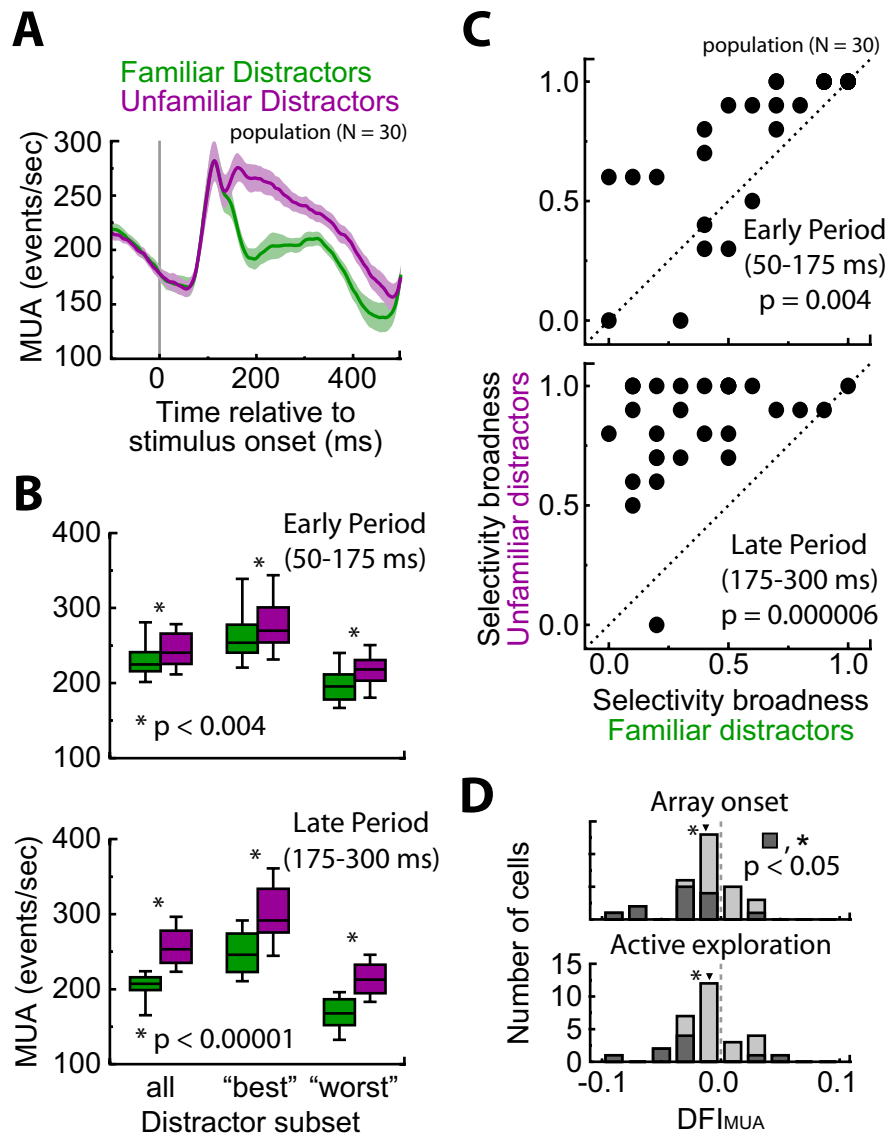 A
Familiar Distractors
Unfamiliar Distractors
population (N = 30)
300
250
200
150
100
MUA (events/sec)
0
200
400
Time relative to
stimulus onset (ms)
B
400
300
200
100
Early Period
(50-175 ms)
*
*
*
* p < 0.004
400
300
200
100
MUA (events/sec)
Late Period
(175-300 ms)
*
*
*
* p < 0.00001
all
“best”
“worst”
Distractor subset
C
population (N = 30)
1.0
0.5
0.0
Early Period
(50-175 ms)
p = 0.004
1.0
0.5
0.0
Selectivity broadness
Unfamiliar distractors
Late Period
(175-300 ms)
p = 0.000006
0.0
0.5
1.0
Selectivity broadness
Familiar distractors
D
Array onset
*
, *
p < 0.05
Active exploration
*
Number of cells
15
10
5
0
-0.1
0.0
0.1
DFIMUA